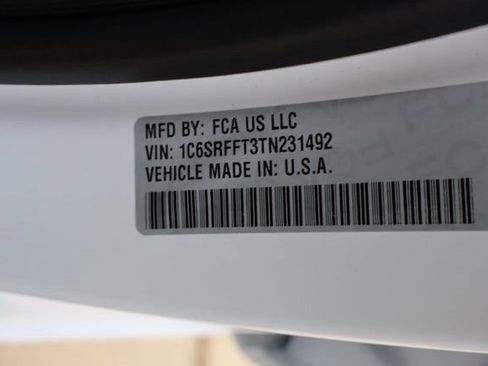 MFD BY: FCA US LLC
VIN: 1C6SRFFT3TN231492
VEHICLE MADE IN: U.S.A.